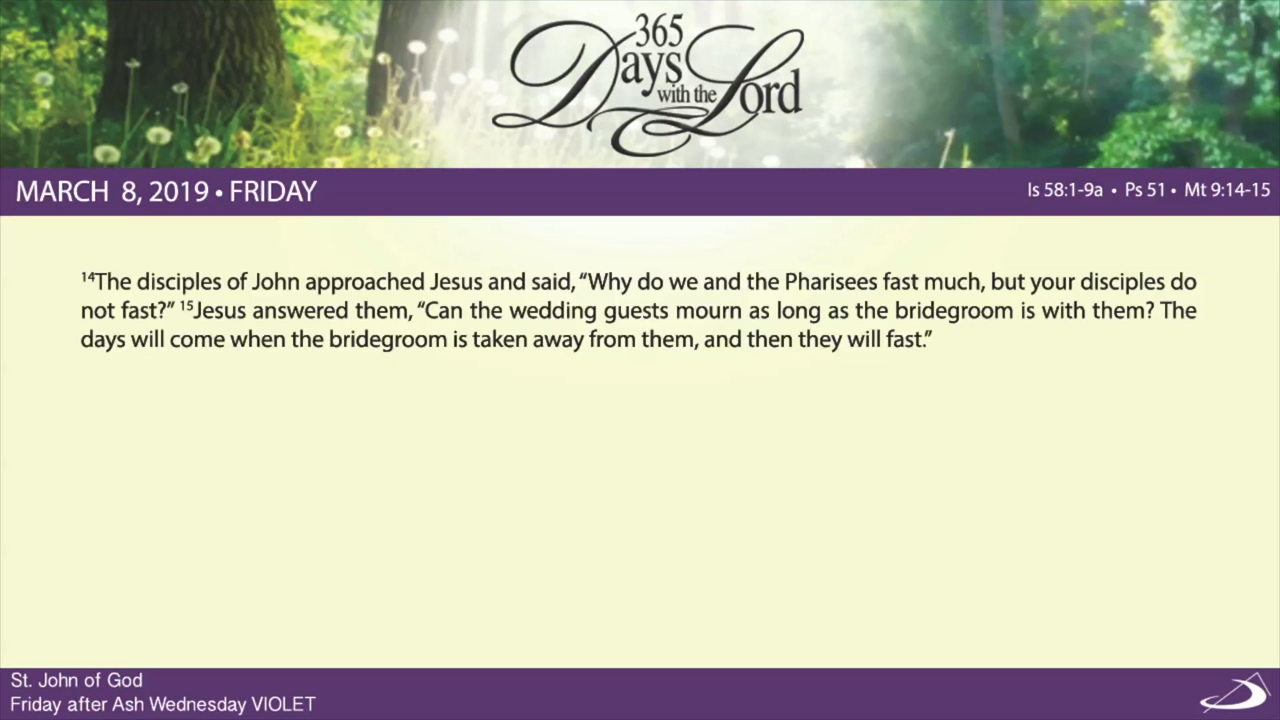 365
Days
with the
Lord
MARCH 8, 2019 • FRIDAY
Is 58:1-9a • Ps 51 • Mt 9:14-15
¹⁴The disciples of John approached Jesus and said, “Why do we and the Pharisees fast much, but your disciples do
not fast?” ¹⁵Jesus answered them, “Can the wedding guests mourn as long as the bridegroom is with them? The
days will come when the bridegroom is taken away from them, and then they will fast.”
St. John of God
Friday after Ash Wednesday VIOLET